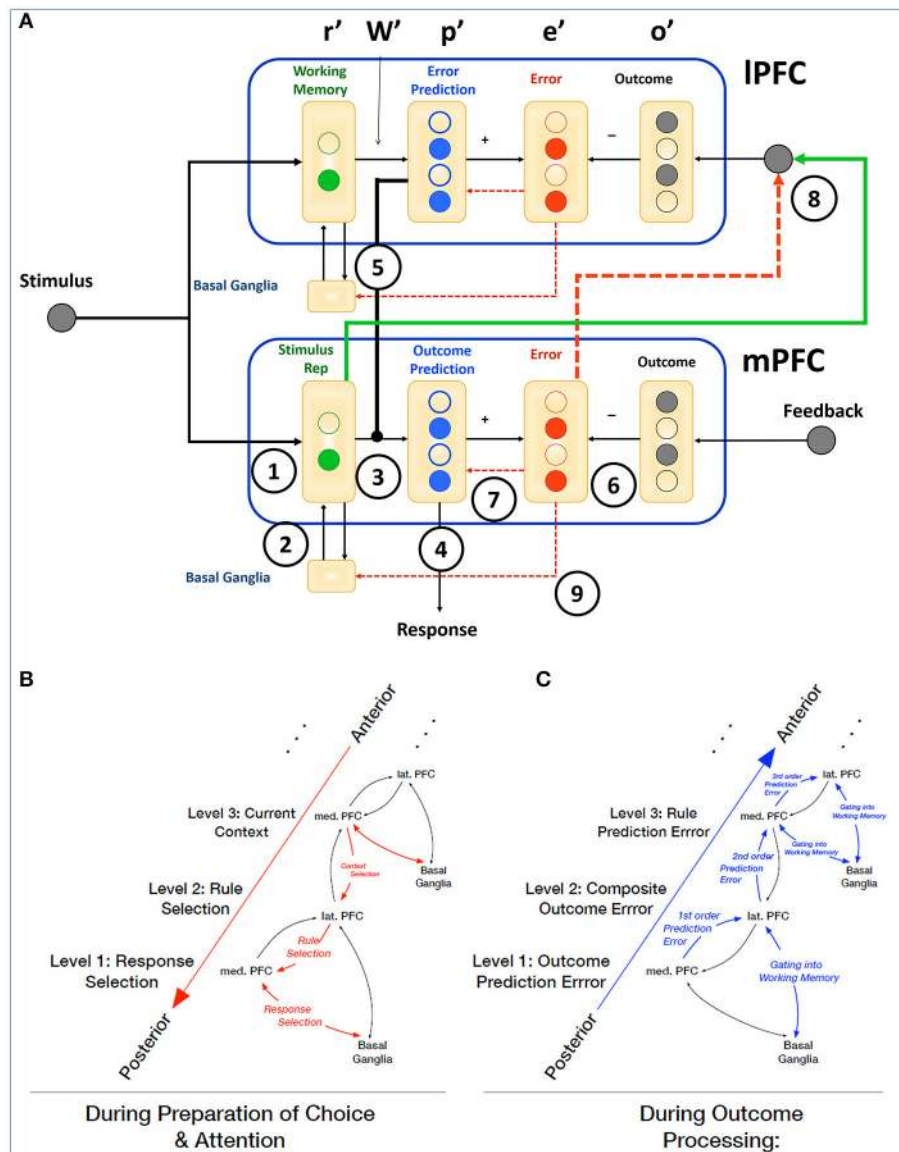 A
r’ W’ p’ e’ o’
lPFC
Working
Memory
Error
Prediction
Error
Outcome
+
–
8
5
Stimulus
Basal Ganglia
mPFC
Stimulus
Rep
Outcome
Prediction
Error
Outcome
Feedback
+
–
1
3
7
6
2
4
Basal Ganglia
9
Response
B
Anterior
. . .
. . .
lat. PFC
Level 3: Current
Context
med. PFC
Context
Selection
Basal
Ganglia
Level 2: Rule
Selection
lat. PFC
Rule
Selection
Level 1: Response
Selection
med. PFC
Response
Selection
Basal
Ganglia
Posterior
During Preparation of Choice
& Attention
C
Anterior
. . .
. . .
2rd order
Prediction
Error
lat. PFC
Level 3: Rule
Prediction Errror
med. PFC
Gating into
Working Memory
Gating into
Working Memory
Basal
Ganglia
2nd order
Prediction
Error
Level 2: Composite
Outcome Error
1st order
Prediction
Error
lat. PFC
Level 1: Outcome
Prediction Errror
med. PFC
Gating into
Working Memory
Basal
Ganglia
Posterior
During Outcome
Processing: